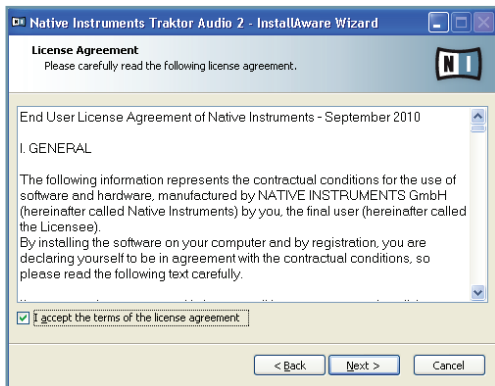 Native Instruments Traktor Audio 2 - InstallAware Wizard
License Agreement
Please carefully read the following license agreement.
NI
End User License Agreement of Native Instruments - September 2010
I. GENERAL
The following information represents the contractual conditions for the use of
software and hardware, manufactured by NATIVE INSTRUMENTS GmbH
(hereinafter called Native Instruments) by you, the final user (hereinafter called
the Licensee).
By installing the software on your computer and by registration, you are
declaring yourself to be in agreement with the contractual conditions, so
please read the following text carefully.
I accept the terms of the license agreement
< Back
Next >
Cancel